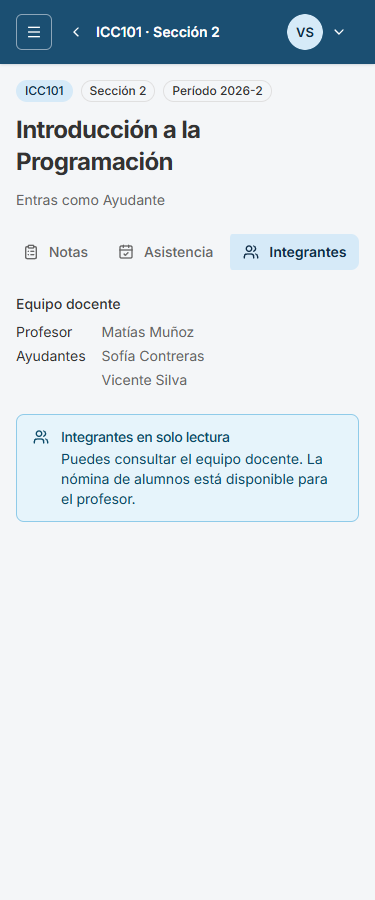 ICC101 · Sección 2
VS
ICC101
Sección 2
Período 2026-2
Introducción a la
Programación
Entras como Ayudante
Notas
Asistencia
Integrantes
Equipo docente
Profesor Matías Muñoz
Ayudantes Sofía Contreras
Vicente Silva
Integrantes en solo lectura
Puedes consultar el equipo docente. La
nómina de alumnos está disponible para
el profesor.